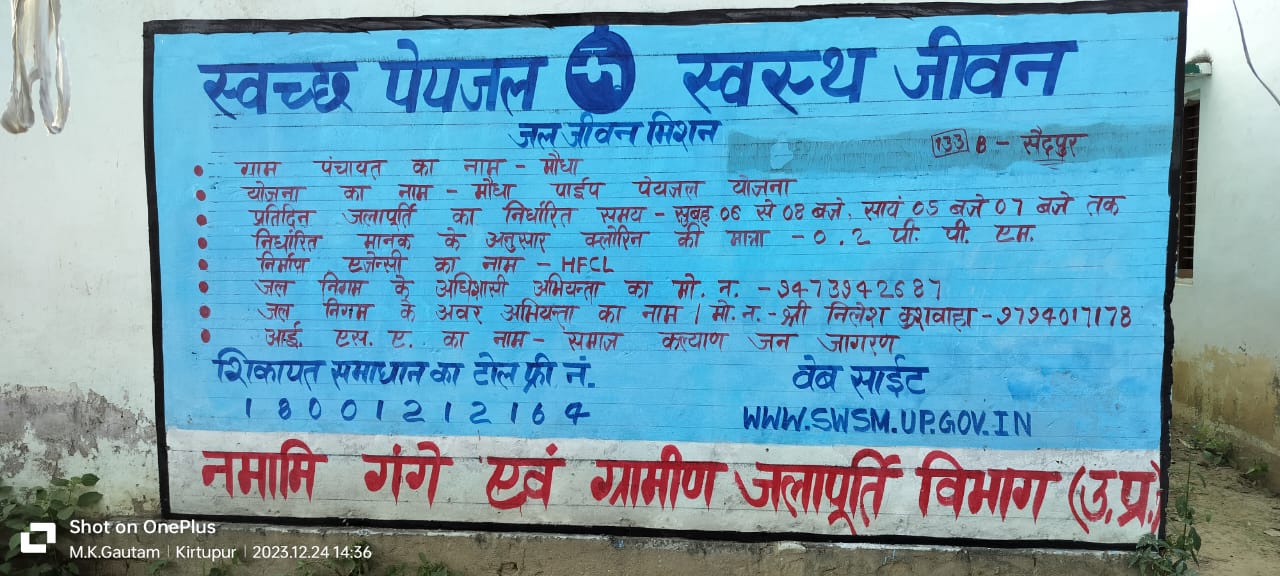 स्वच्छ पेयजल स्वस्थ जीवन
जल जीवन मिशन
133 B - सैदपुर
ग्राम पंचायत का नाम - मौधा
योजना का नाम - मौधा पाईप पेयजल योजना
प्रतिदिन जलापूर्ति का निर्धारित समय - सुबह 06 से 08 बजे, सायं 05 बजे 07 बजे तक
निर्धारित मानक के अनुसार क्लोरिन की मात्रा - 0.2 पी. पी. एम.
निर्माण एजेन्सी का नाम - HFCL
जल निगम के अधिशासी अभियन्ता का मो. न. - 9473942687
जल निगम के अवर अभियन्ता का नाम / मो. न. - श्री निलेश कुशवाहा - 9794017178
आई. एस. ए. का नाम - समाज कल्याण जन जागरण
शिकायत समाधान का टोल फ्री नं. वेब साईट
18001212164 WWW.SWSM.UP.GOV.IN
नमामि गंगे एवं ग्रामीण जलापूर्ति विभाग (उ.प्र.)
Shot on OnePlus
M.K.Gautam | Kirtupur | 2023.12.24 14:36